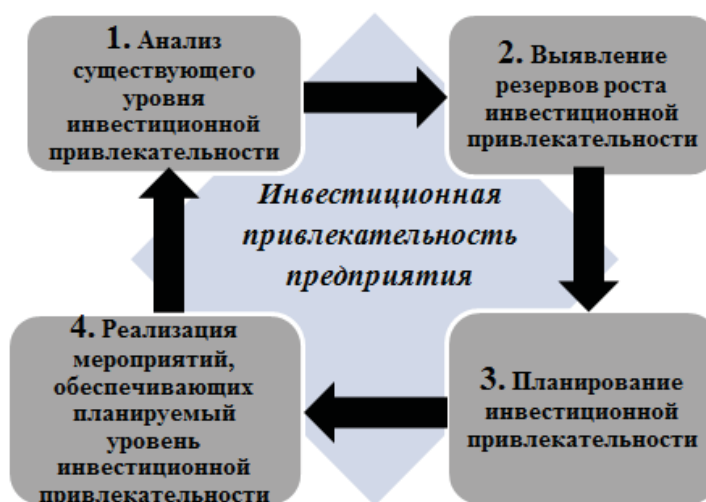 1. Анализ
существующего
уровня
инвестиционной
привлекательности
2. Выявление
резервов роста
инвестиционной
привлекательности
Инвестиционная
привлекательность
предприятия
3. Планирование
инвестиционной
привлекательности
4. Реализация
мероприятий,
обеспечивающих
планируемый
уровень
инвестиционной
привлекательности